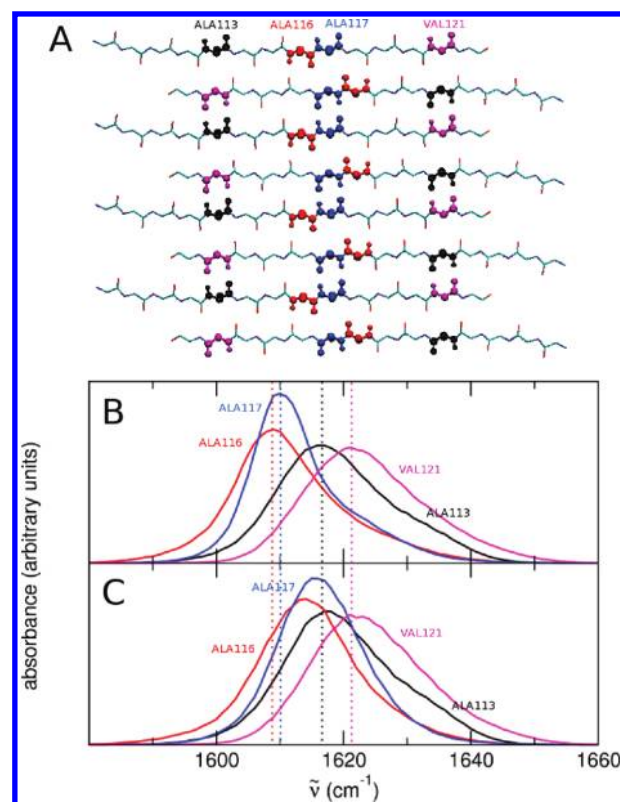 A
ALA113 ALA116 ALA117 VAL121
B
ALA117
ALA116
VAL121
ALA113
C
ALA117
ALA116
VAL121
ALA113
absorbance (arbitrary units)
1600 1620 1640 1660
ṽ (cm⁻¹)